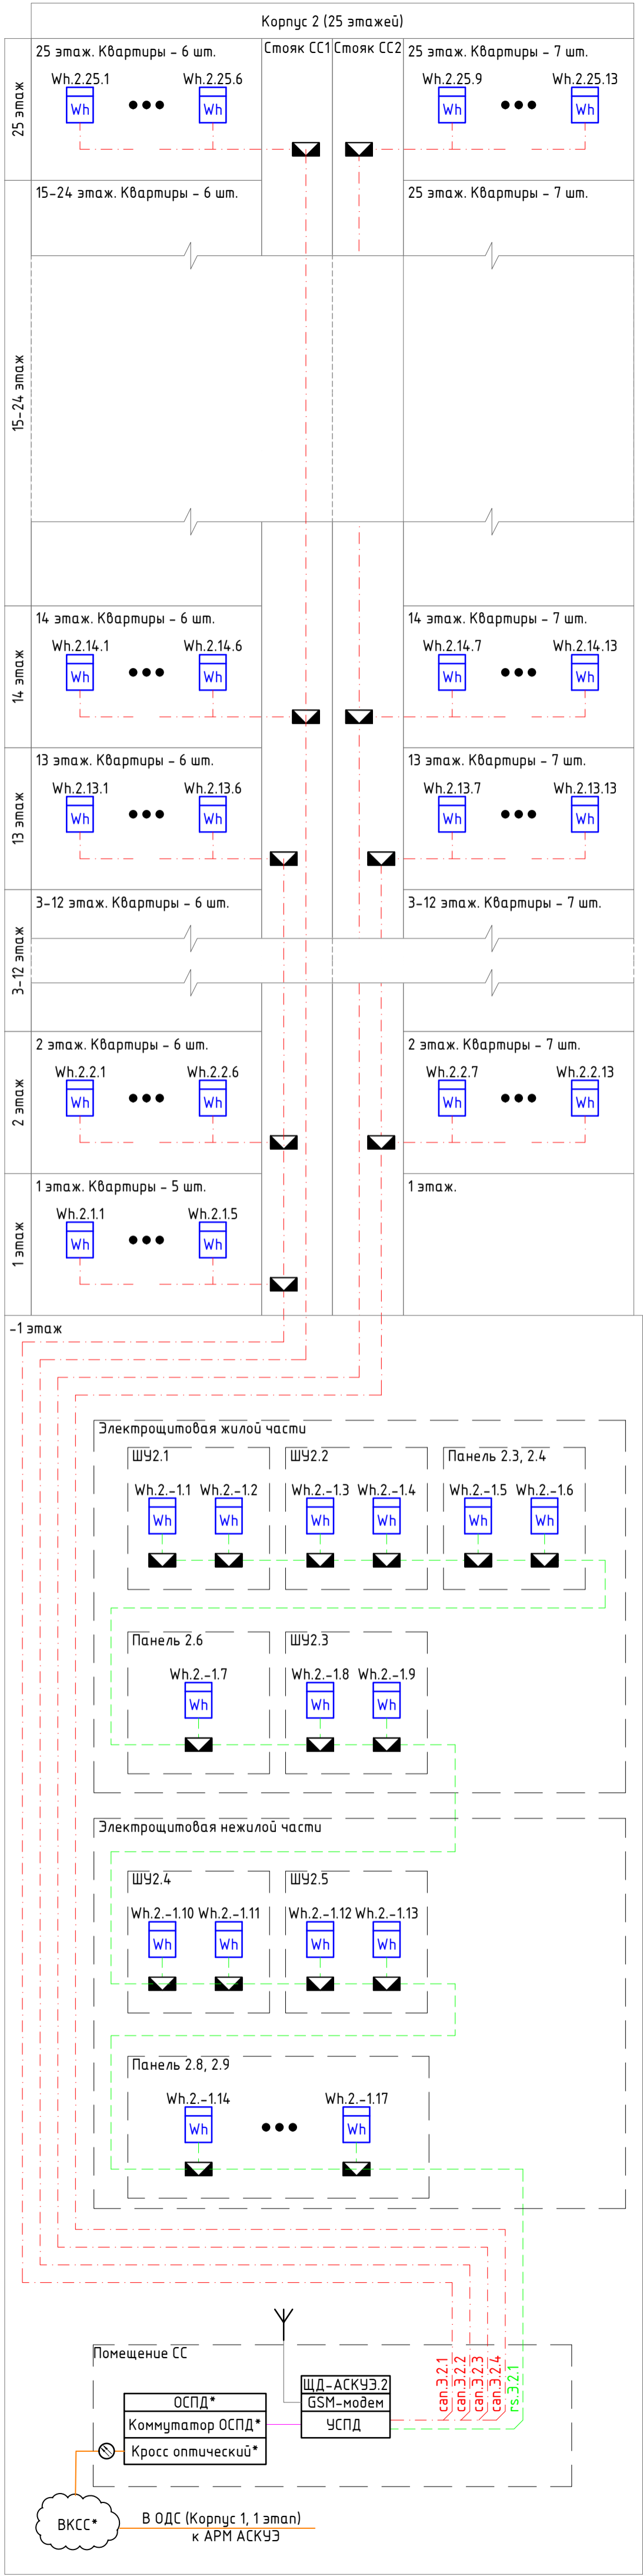 Корпус 2 (25 этажей)
25 этаж
25 этаж. Квартиры - 6 шт.
Стояк СС1
Стояк СС2
25 этаж. Квартиры - 7 шт.
Wh.2.25.1
Wh.2.25.6
Wh.2.25.9
Wh.2.25.13
Wh
Wh
Wh
Wh
15-24 этаж
15-24 этаж. Квартиры - 6 шт.
25 этаж. Квартиры - 7 шт.
14 этаж
14 этаж. Квартиры - 6 шт.
14 этаж. Квартиры - 7 шт.
Wh.2.14.1
Wh.2.14.6
Wh.2.14.7
Wh.2.14.13
Wh
Wh
Wh
Wh
13 этаж
13 этаж. Квартиры - 6 шт.
13 этаж. Квартиры - 7 шт.
Wh.2.13.1
Wh.2.13.6
Wh.2.13.7
Wh.2.13.13
Wh
Wh
Wh
Wh
3-12 этаж
3-12 этаж. Квартиры - 6 шт.
3-12 этаж. Квартиры - 7 шт.
2 этаж
2 этаж. Квартиры - 6 шт.
2 этаж. Квартиры - 7 шт.
Wh.2.2.1
Wh.2.2.6
Wh.2.2.7
Wh.2.2.13
Wh
Wh
Wh
Wh
1 этаж
1 этаж. Квартиры - 5 шт.
1 этаж.
Wh.2.1.1
Wh.2.1.5
Wh
Wh
-1 этаж
Электрощитовая жилой части
ШУ2.1
ШУ2.2
Панель 2.3, 2.4
Wh.2.-1.1
Wh.2.-1.2
Wh.2.-1.3
Wh.2.-1.4
Wh.2.-1.5
Wh.2.-1.6
Wh
Wh
Wh
Wh
Wh
Wh
Панель 2.6
ШУ2.3
Wh.2.-1.7
Wh.2.-1.8
Wh.2.-1.9
Wh
Wh
Wh
Электрощитовая нежилой части
ШУ2.4
ШУ2.5
Wh.2.-1.10
Wh.2.-1.11
Wh.2.-1.12
Wh.2.-1.13
Wh
Wh
Wh
Wh
Панель 2.8, 2.9
Wh.2.-1.14
Wh.2.-1.17
Wh
Wh
Помещение СС
can.3.2.1
can.3.2.2
can.3.2.3
can.3.2.4
rs.3.2.1
ОСПД*
Коммутатор ОСПД*
Кросс оптический*
ЩД-АСКУЭ.2
GSM-модем
УСПД
ВКСС*
В ОДС (Корпус 1, 1 этап)
к АРМ АСКУЭ